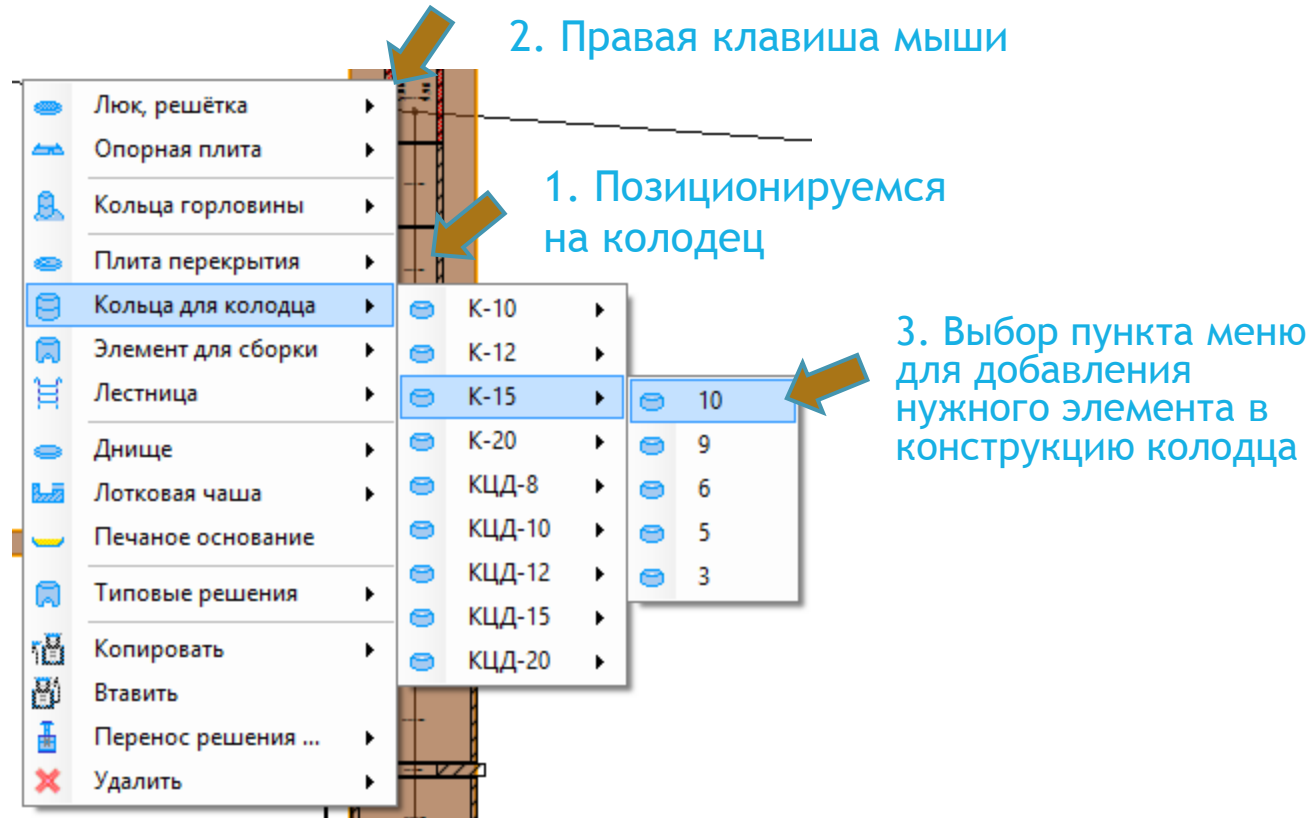 2. Правая клавиша мыши
Люк, решётка
Опорная плита
Кольца горловины
Плита перекрытия
Кольца для колодца
Элемент для сборки
Лестница
Днище
Лотковая чаша
Печаное основание
Типовые решения
Копировать
Втавить
Перенос решения ...
Удалить
1. Позиционируемся
на колодец
К-10
К-12
К-15
К-20
КЦД-8
КЦД-10
КЦД-12
КЦД-15
КЦД-20
10
9
6
5
3
3. Выбор пункта меню
для добавления
нужного элемента в
конструкцию колодца